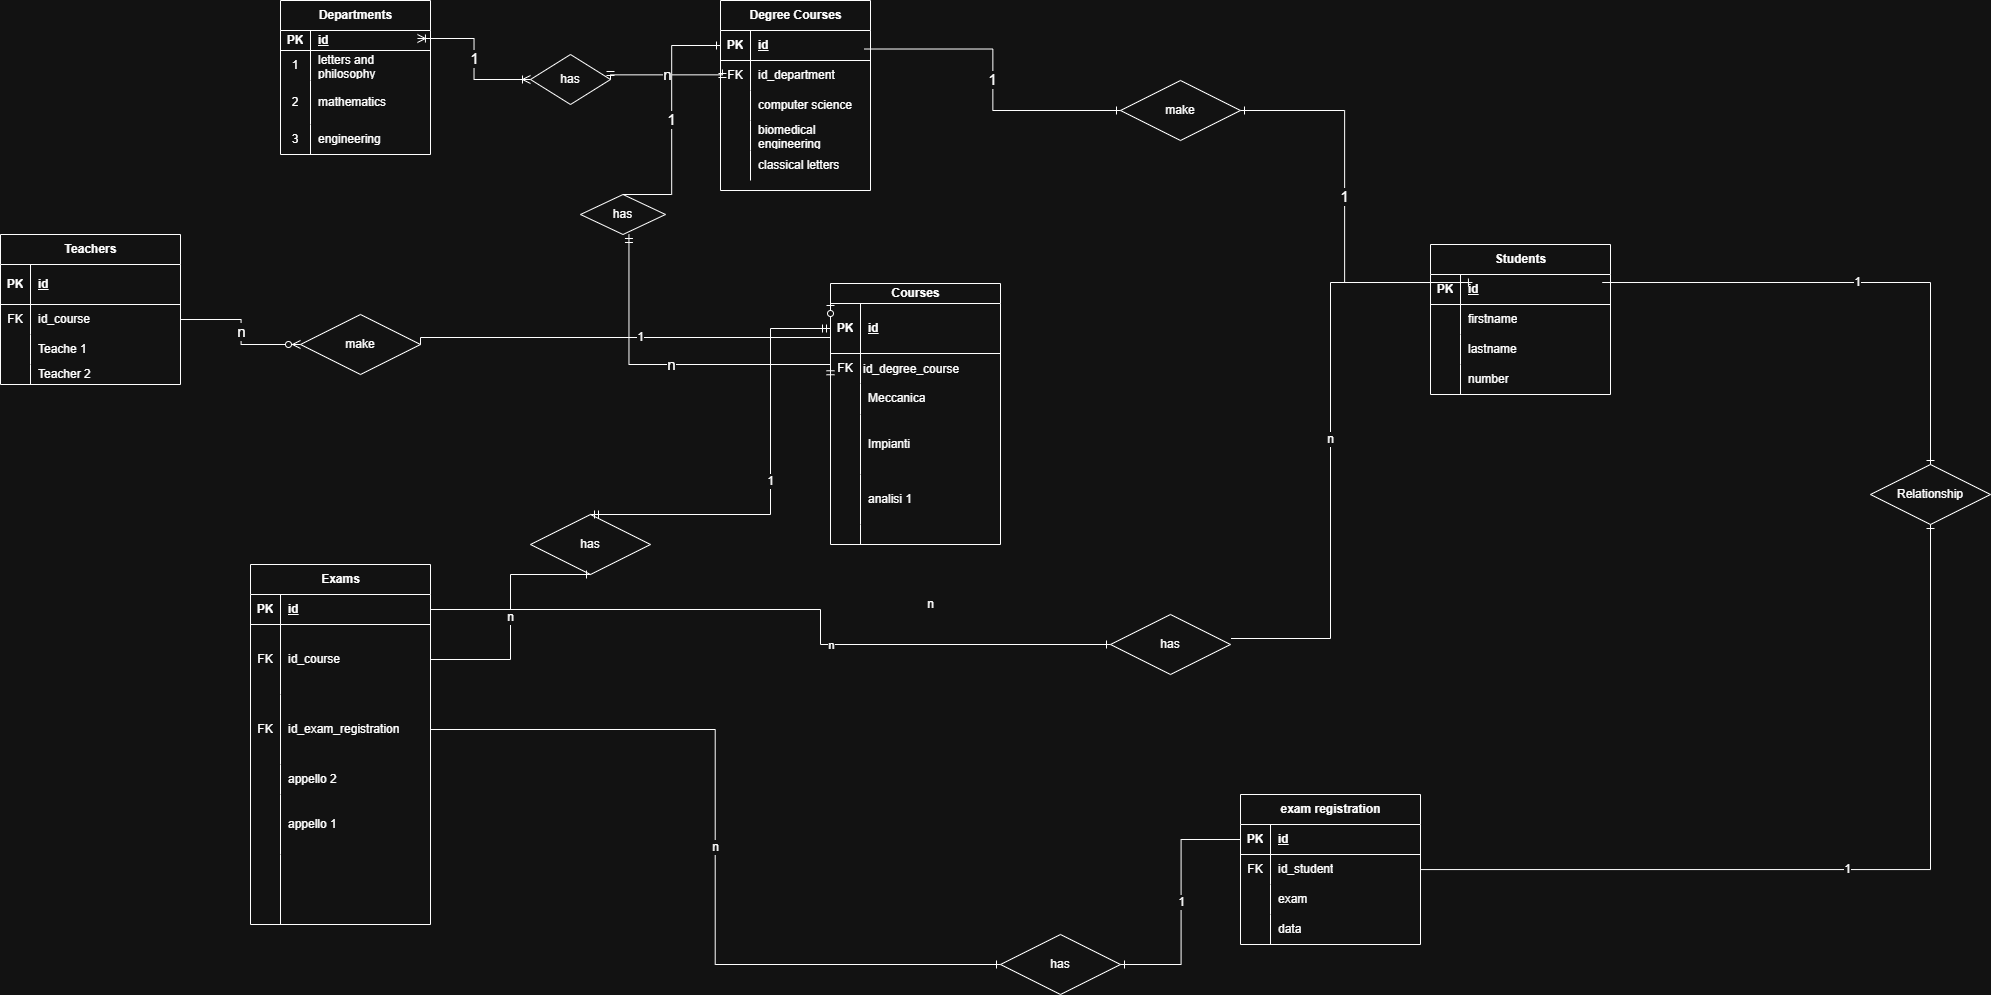 Departments
PK id
1 letters and
philosophy
2 mathematics
3 engineering
1
has
n
Degree Courses
PK id
FK id_department
computer science
biomedical
engineering
classical letters
1
make
1
1
has
n
Teachers
PK id
FK id_course
Teache 1
Teacher 2
n
make
1
Courses
PK id
FK id_degree_course
Meccanica
Impianti
analisi 1
Students
PK id
firstname
lastname
number
1
Relationship
1
n
1
has
n
n
n
has
Exams
PK id
FK id_course
FK id_exam_registration
appello 2
appello 1
n
has
1
exam registration
PK id
FK id_student
exam
data